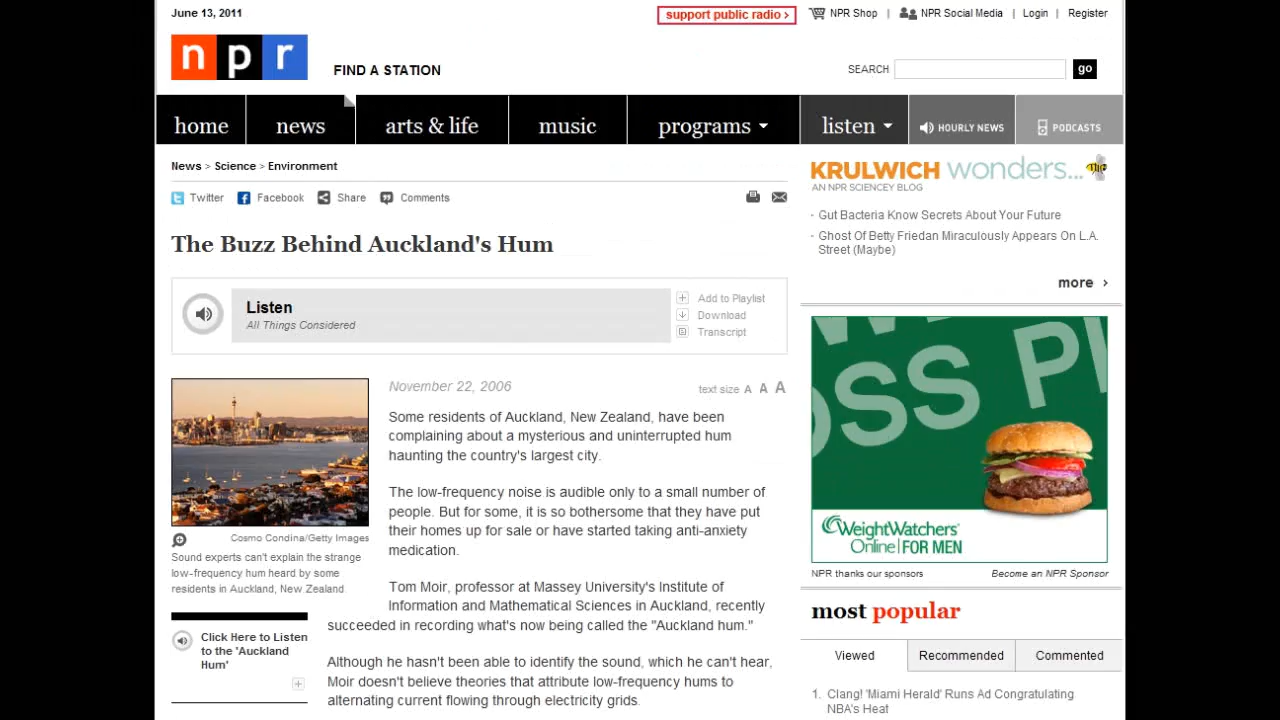 June 13, 2011
support public radio ›
NPR Shop | NPR Social Media | Login | Register
npr
FIND A STATION
SEARCH
go
home
news
arts & life
music
programs
listen
HOURLY NEWS
PODCASTS
News > Science > Environment
Twitter
Facebook
Share
Comments
The Buzz Behind Auckland's Hum
Listen
All Things Considered
Add to Playlist
Download
Transcript
Cosmo Condina/Getty Images
Sound experts can't explain the strange
low-frequency hum heard by some
residents in Auckland, New Zealand.
Click Here to Listen
to the 'Auckland
Hum'
November 22, 2006
text size A A A
Some residents of Auckland, New Zealand, have been
complaining about a mysterious and uninterrupted hum
haunting the country's largest city.
The low-frequency noise is audible only to a small number of
people. But for some, it is so bothersome that they have put
their homes up for sale or have started taking anti-anxiety
medication.
Tom Moir, professor at Massey University's Institute of
Information and Mathematical Sciences in Auckland, recently
succeeded in recording what's now being called the "Auckland hum."
Although he hasn't been able to identify the sound, which he can't hear,
Moir doesn't believe theories that attribute low-frequency hums to
alternating current flowing through electricity grids.
KRULWICH wonders...
AN NPR SCIENCEY BLOG
· Gut Bacteria Know Secrets About Your Future
· Ghost Of Betty Friedan Miraculously Appears On L.A.
Street (Maybe)
more ›
OSS PL
WeightWatchers
Online | FOR MEN
NPR thanks our sponsors
Become an NPR Sponsor
most popular
Viewed
Recommended
Commented
1. Clang! 'Miami Herald' Runs Ad Congratulating
NBA's Heat